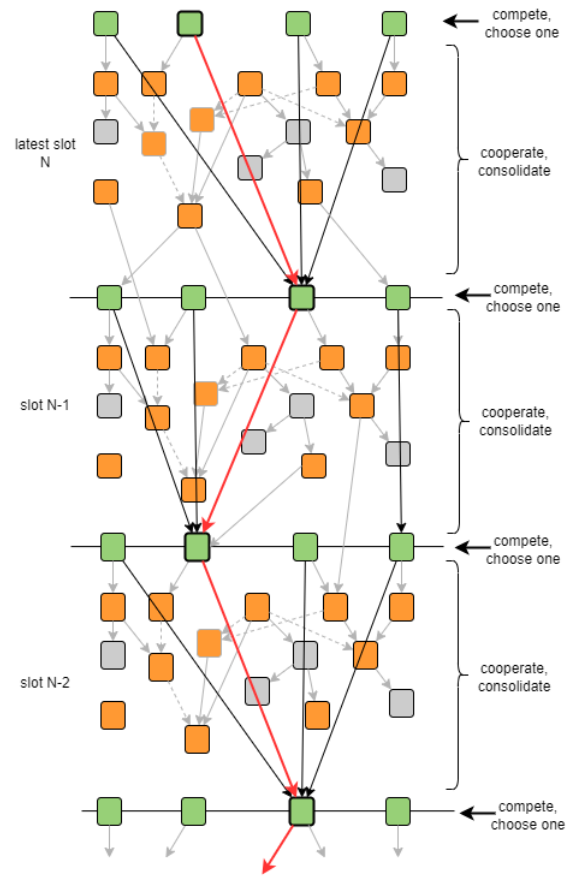 compete,
choose one
latest slot
N
cooperate,
consolidate
compete,
choose one
slot N-1
cooperate,
consolidate
compete,
choose one
slot N-2
cooperate,
consolidate
compete,
choose one